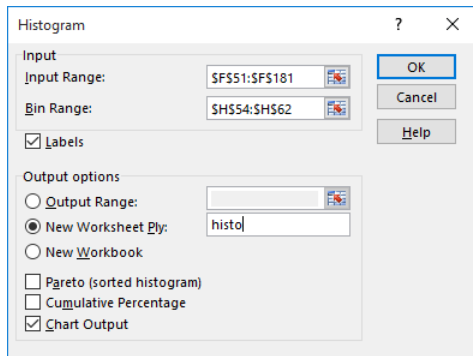 Histogram ?
Input
Input Range: $F$51:$F$181
Bin Range: $H$54:$H$62
Labels
OK
Cancel
Help
Output options
Output Range:
New Worksheet Ply: histo
New Workbook
Pareto (sorted histogram)
Cumulative Percentage
Chart Output